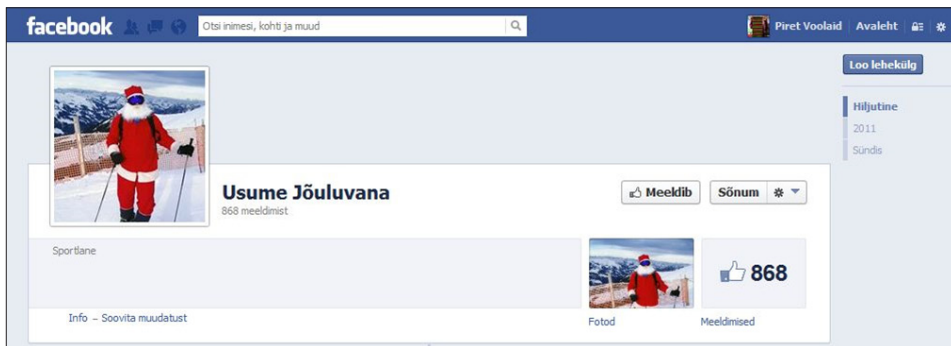 facebook
Otsi inimesi, kohti ja muud
Piret Voolaid
Avaleht
Loo lehekülg
Hiljutine
2011
Sündis
Usume Jõuluvana
868 meeldimist
Meeldib
Sõnum
Sportlane
868
Info – Soovita muudatust
Fotod
Meeldimised